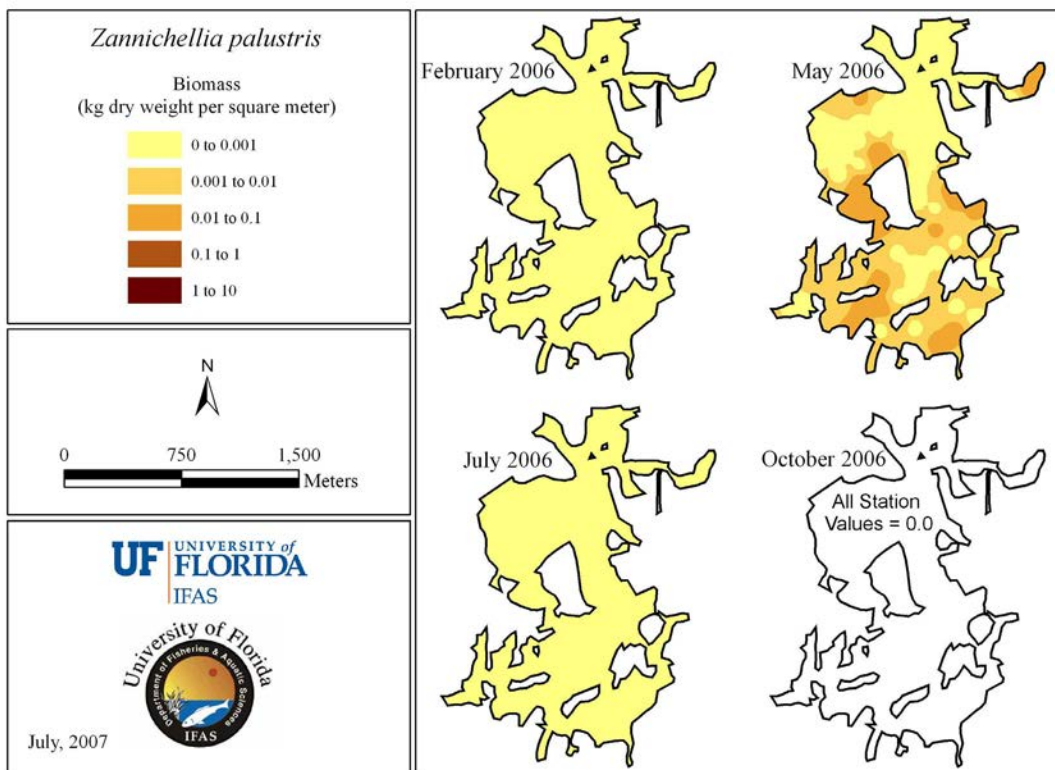 Zannichellia palustris
Biomass
(kg dry weight per square meter)
0 to 0.001
0.001 to 0.01
0.01 to 0.1
0.1 to 1
1 to 10
N
0 750 1,500
Meters
UF UNIVERSITY of
FLORIDA
IFAS
University of Florida
Department of Fisheries & Aquatic Sciences
IFAS
July, 2007
February 2006
May 2006
July 2006
October 2006
All Station
Values = 0.0